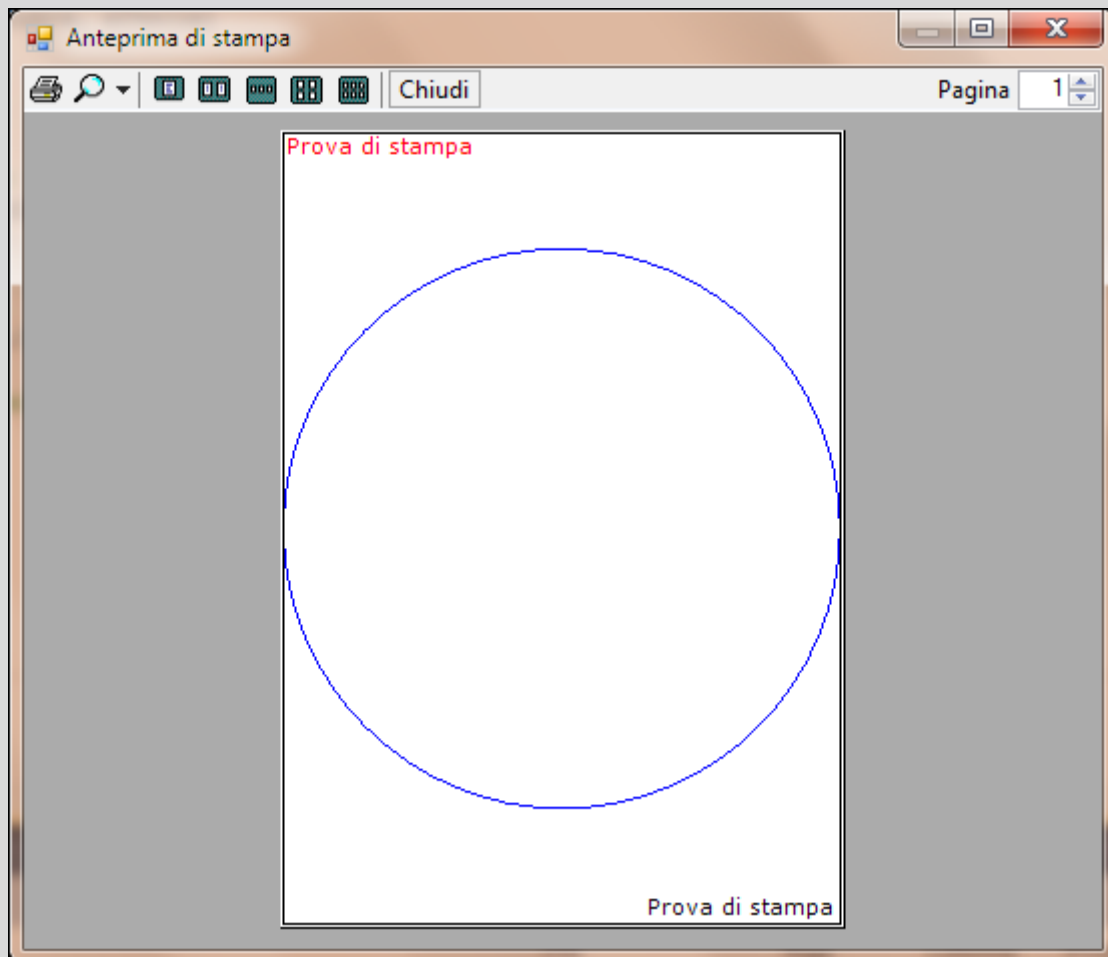 Anteprima di stampa
Chiudi
Pagina 1
Prova di stampa
Prova di stampa